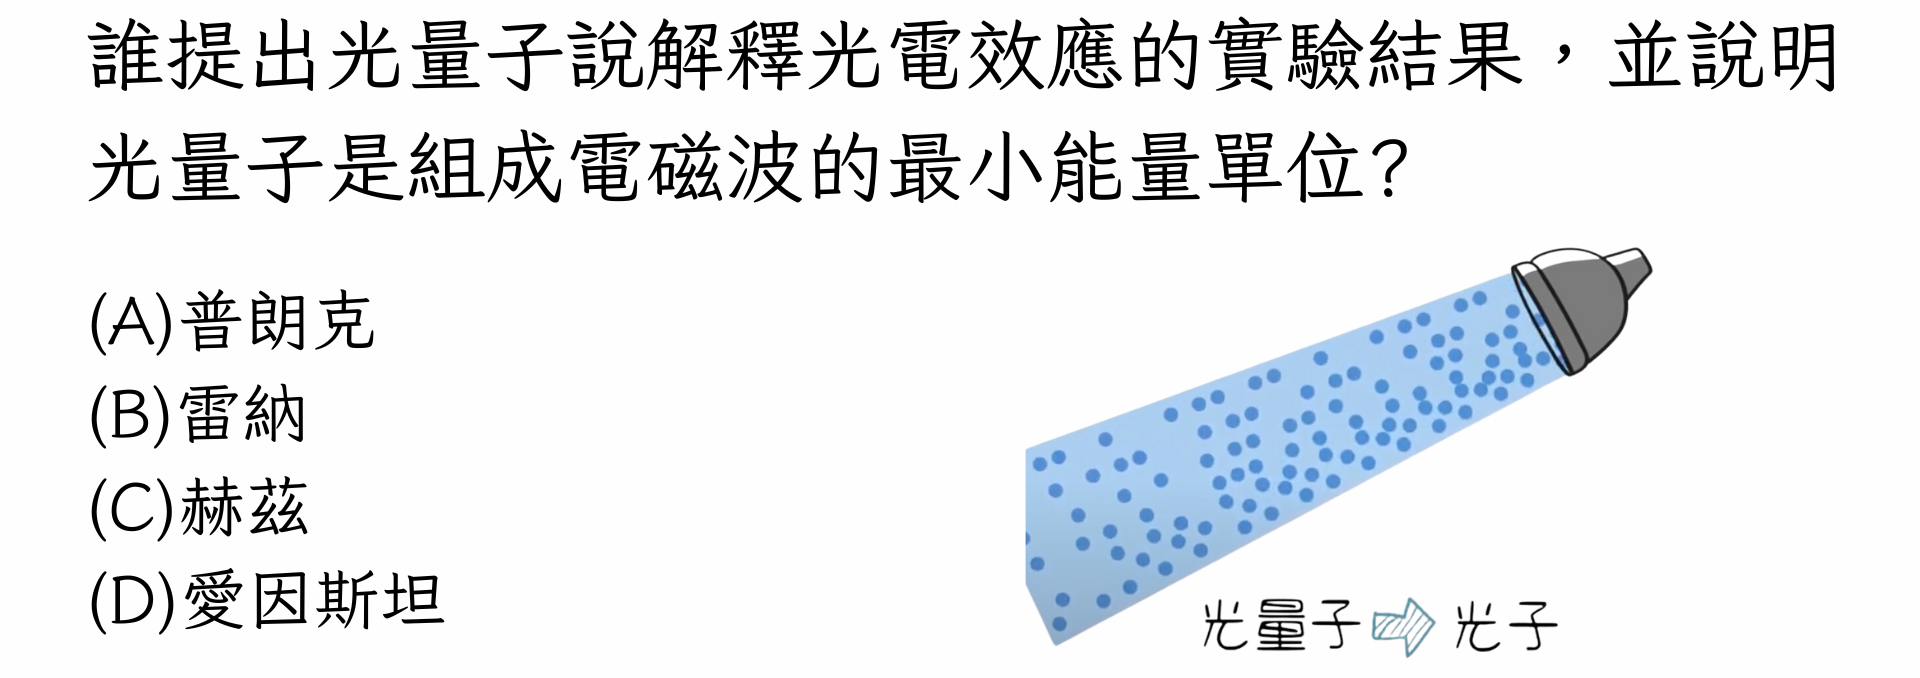 誰提出光量子說解釋光電效應的實驗結果，並說明
光量子是組成電磁波的最小能量單位?
(A)普朗克
(B)雷納
(C)赫茲
(D)愛因斯坦
光量子 光子